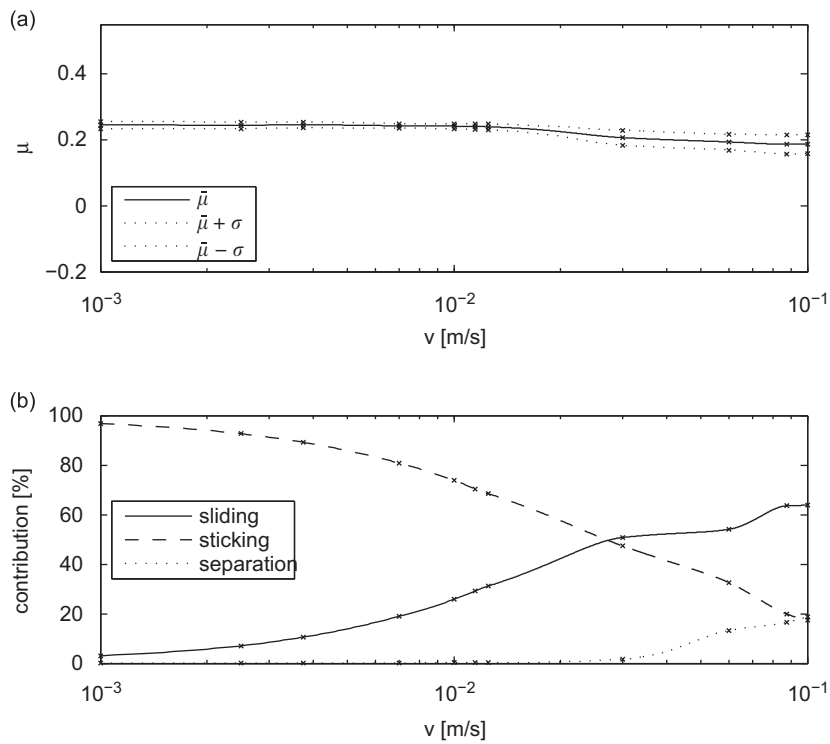 (a)
0.4
0.2
0
−0.2
μ
μ̄
μ̄ + σ
μ̄ − σ
10⁻³
10⁻²
10⁻¹
v [m/s]
(b)
100
80
60
40
20
0
contribution [%]
sliding
sticking
separation
10⁻³
10⁻²
10⁻¹
v [m/s]